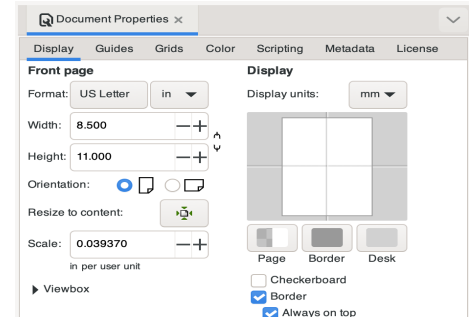 Document Properties
Display Guides Grids Color Scripting Metadata License
Front page
Format: US Letter in
Width: 8.500
Height: 11.000
Orientation:
Resize to content:
Scale: 0.039370
in per user unit
Viewbox
Display
Display units: mm
Page Border Desk
Checkerboard
Border
Always on top